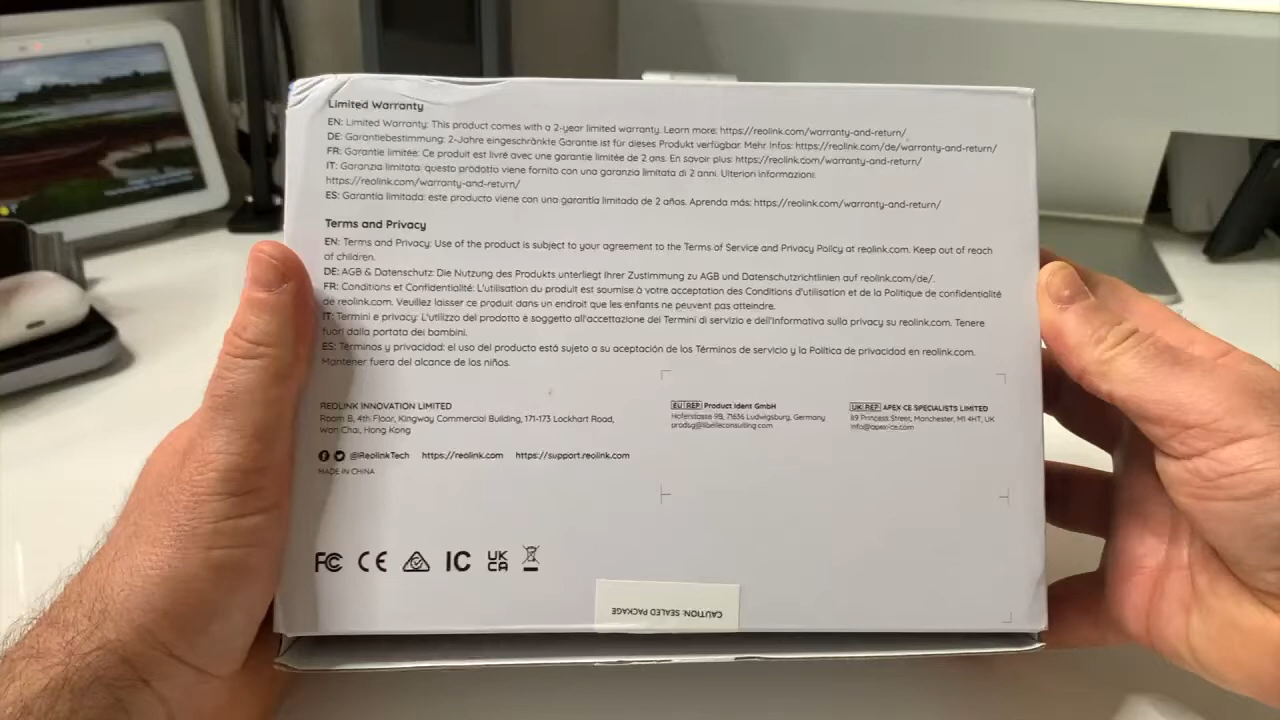 Limited Warranty
EN: Limited Warranty: This product comes with a 2-year limited warranty. Learn more: https://reolink.com/warranty-and-return/
DE: Garantiebestimmung: 2-Jahre eingeschränkte Garantie ist für dieses Produkt verfügbar. Mehr Infos: https://reolink.com/de/warranty-and-return/
FR: Garantie limitée: Ce produit est livré avec une garantie limitée de 2 ans. En savoir plus: https://reolink.com/warranty-and-return/
IT: Garanzia limitata: questo prodotto viene fornito con una garanzia limitata di 2 anni. Ulteriori informazioni:
https://reolink.com/warranty-and-return/
ES: Garantía limitada: este producto viene con una garantía limitada de 2 años. Aprenda más: https://reolink.com/warranty-and-return/
Terms and Privacy
EN: Terms and Privacy: Use of the product is subject to your agreement to the Terms of Service and Privacy Policy at reolink.com. Keep out of reach
of children.
DE: AGB & Datenschutz: Die Nutzung des Produkts unterliegt Ihrer Zustimmung zu AGB und Datenschutzrichtlinien auf reolink.com/de/.
FR: Conditions et Confidentialité: L'utilisation du produit est soumise à votre acceptation des Conditions d'utilisation et de la Politique de confidentialité
de reolink.com. Veuillez laisser ce produit dans un endroit que les enfants ne peuvent pas atteindre.
IT: Termini e privacy: L'utilizzo del prodotto è soggetto all'accettazione dei Termini di servizio e dell'Informativa sulla privacy su reolink.com. Tenere
fuori dalla portata dei bambini.
ES: Términos y privacidad: el uso del producto está sujeto a su aceptación de los Términos de servicio y la Política de privacidad en reolink.com.
Mantener fuera del alcance de los niños.
REOLINK INNOVATION LIMITED
Room B, 4th Floor, Kingway Commercial Building, 171-173 Lockhart Road,
Wan Chai, Hong Kong
@ReolinkTech https://reolink.com https://support.reolink.com
MADE IN CHINA
EU REP Product Ident GmbH
Hoferstasse 9B, 71636 Ludwigsburg, Germany
prodsg@libelleconsulting.com
UK REP APEX CE SPECIALISTS LIMITED
89 Princess Street, Manchester, M1 4HT, UK
info@apex-ce.com
FC CE IC UK CA
CAUTION: SEALED PACKAGE